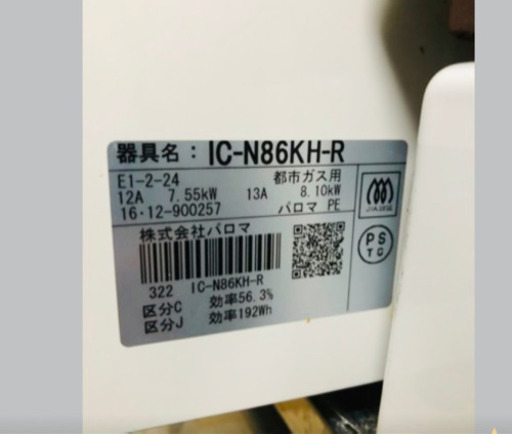 器具名：IC-N86KH-R
E1-2-24 都市ガス用
12A 7.55kW 13A 8.10kW
16・12-900257 パロマ PE
株式会社パロマ
322 IC-N86KH-R
区分C 効率56.3%
区分J 効率192Wh
PS
TC